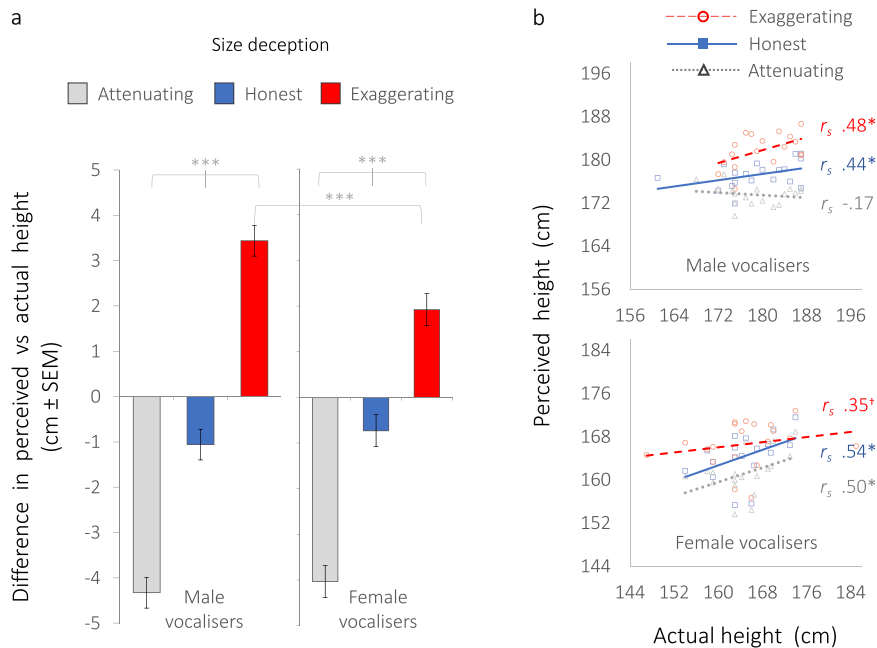 a
Size deception
Attenuating Honest Exaggerating
Difference in perceived vs actual height
(cm ± SEM)
5
4
3
2
1
0
-1
-2
-3
-4
-5
***
***
***
Male
vocalisers
Female
vocalisers
b
Exaggerating
Honest
Attenuating
Perceived height (cm)
198
188
180
172
164
156
rs .48*
rs .44*
rs -.17
Male vocalisers
156 164 172 180 188 196
186
176
168
160
152
144
rs .35†
rs .54*
rs .50*
Female vocalisers
144 152 160 168 176 184
Actual height (cm)